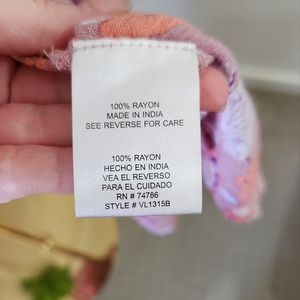 100% RAYON
MADE IN INDIA
SEE REVERSE FOR CARE
100% RAYON
HECHO EN INDIA
VEA EL REVERSO
PARA EL CUIDADO
RN # 74786
STYLE # VL1315B